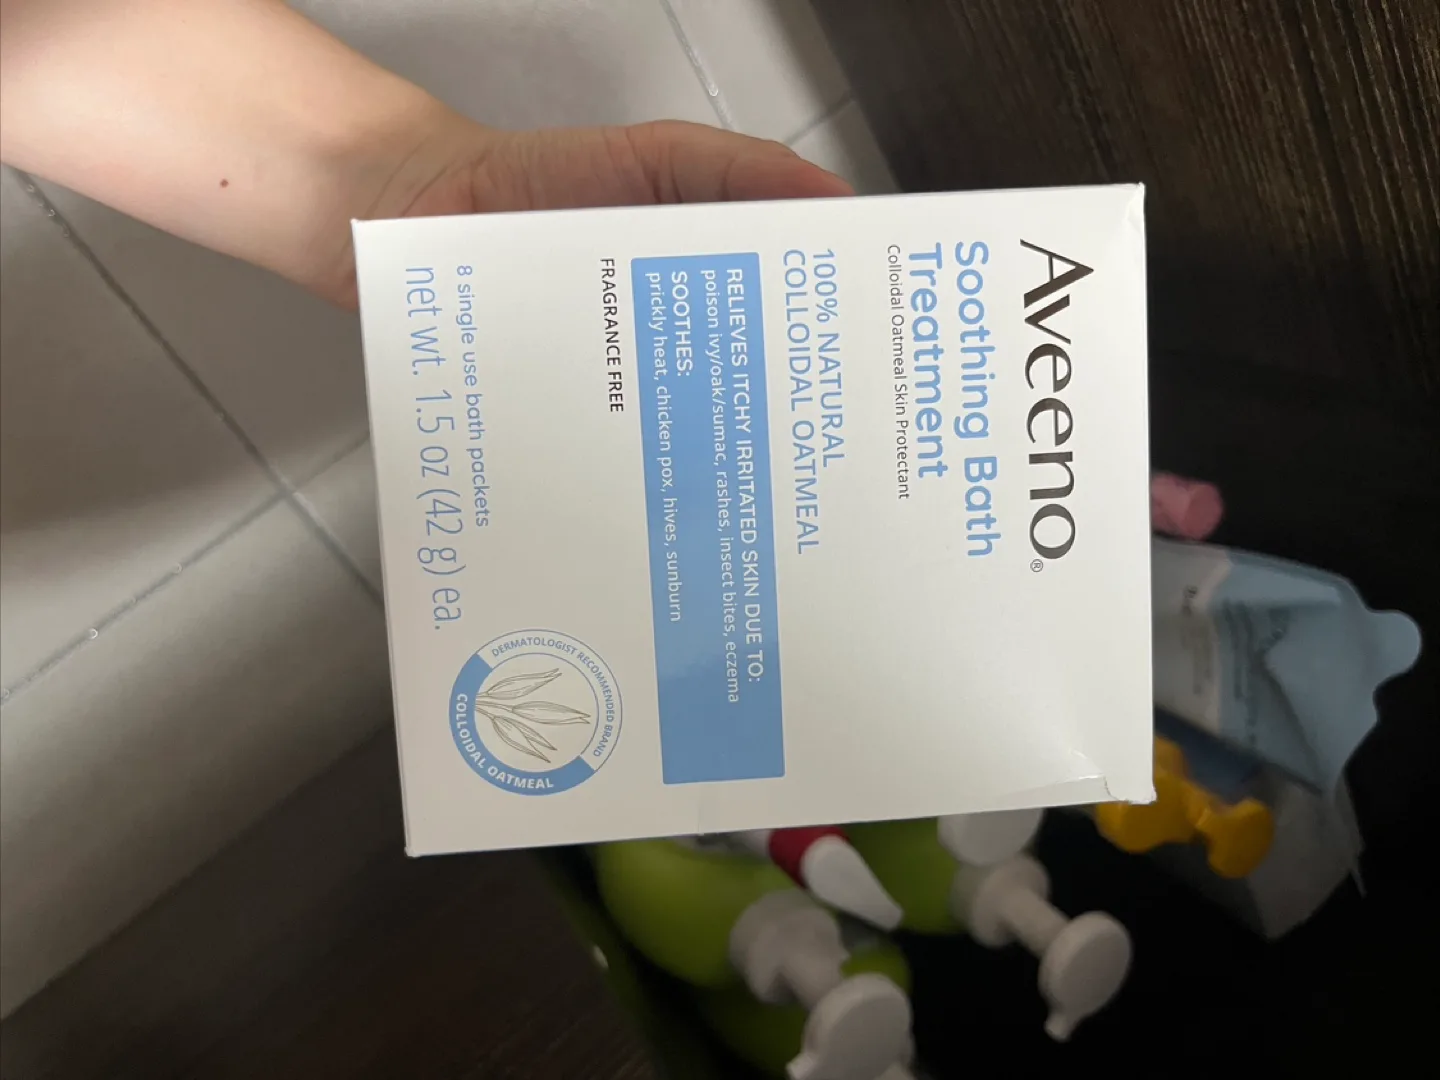 Aveeno®
Soothing Bath
Treatment
Colloidal Oatmeal Skin Protectant
100% NATURAL
COLLOIDAL OATMEAL
RELIEVES ITCHY IRRITATED SKIN DUE TO:
poison ivy/oak/sumac, rashes, insect bites, eczema
SOOTHES:
prickly heat, chicken pox, hives, sunburn
FRAGRANCE FREE
8 single use bath packets
net wt. 1.5 oz (42 g) ea.
DERMATOLOGIST RECOMMENDED BRAND
COLLOIDAL OATMEAL